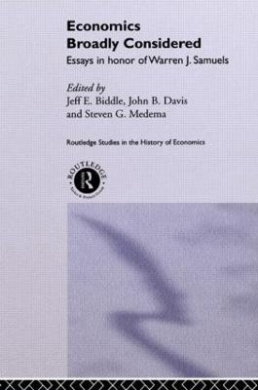 Economics
Broadly Considered
Essays in honor of Warren J. Samuels
Edited by
Jeff E. Biddle, John B. Davis
and Steven G. Medema
Routledge Studies in the History of Economics
ROUTLEDGE